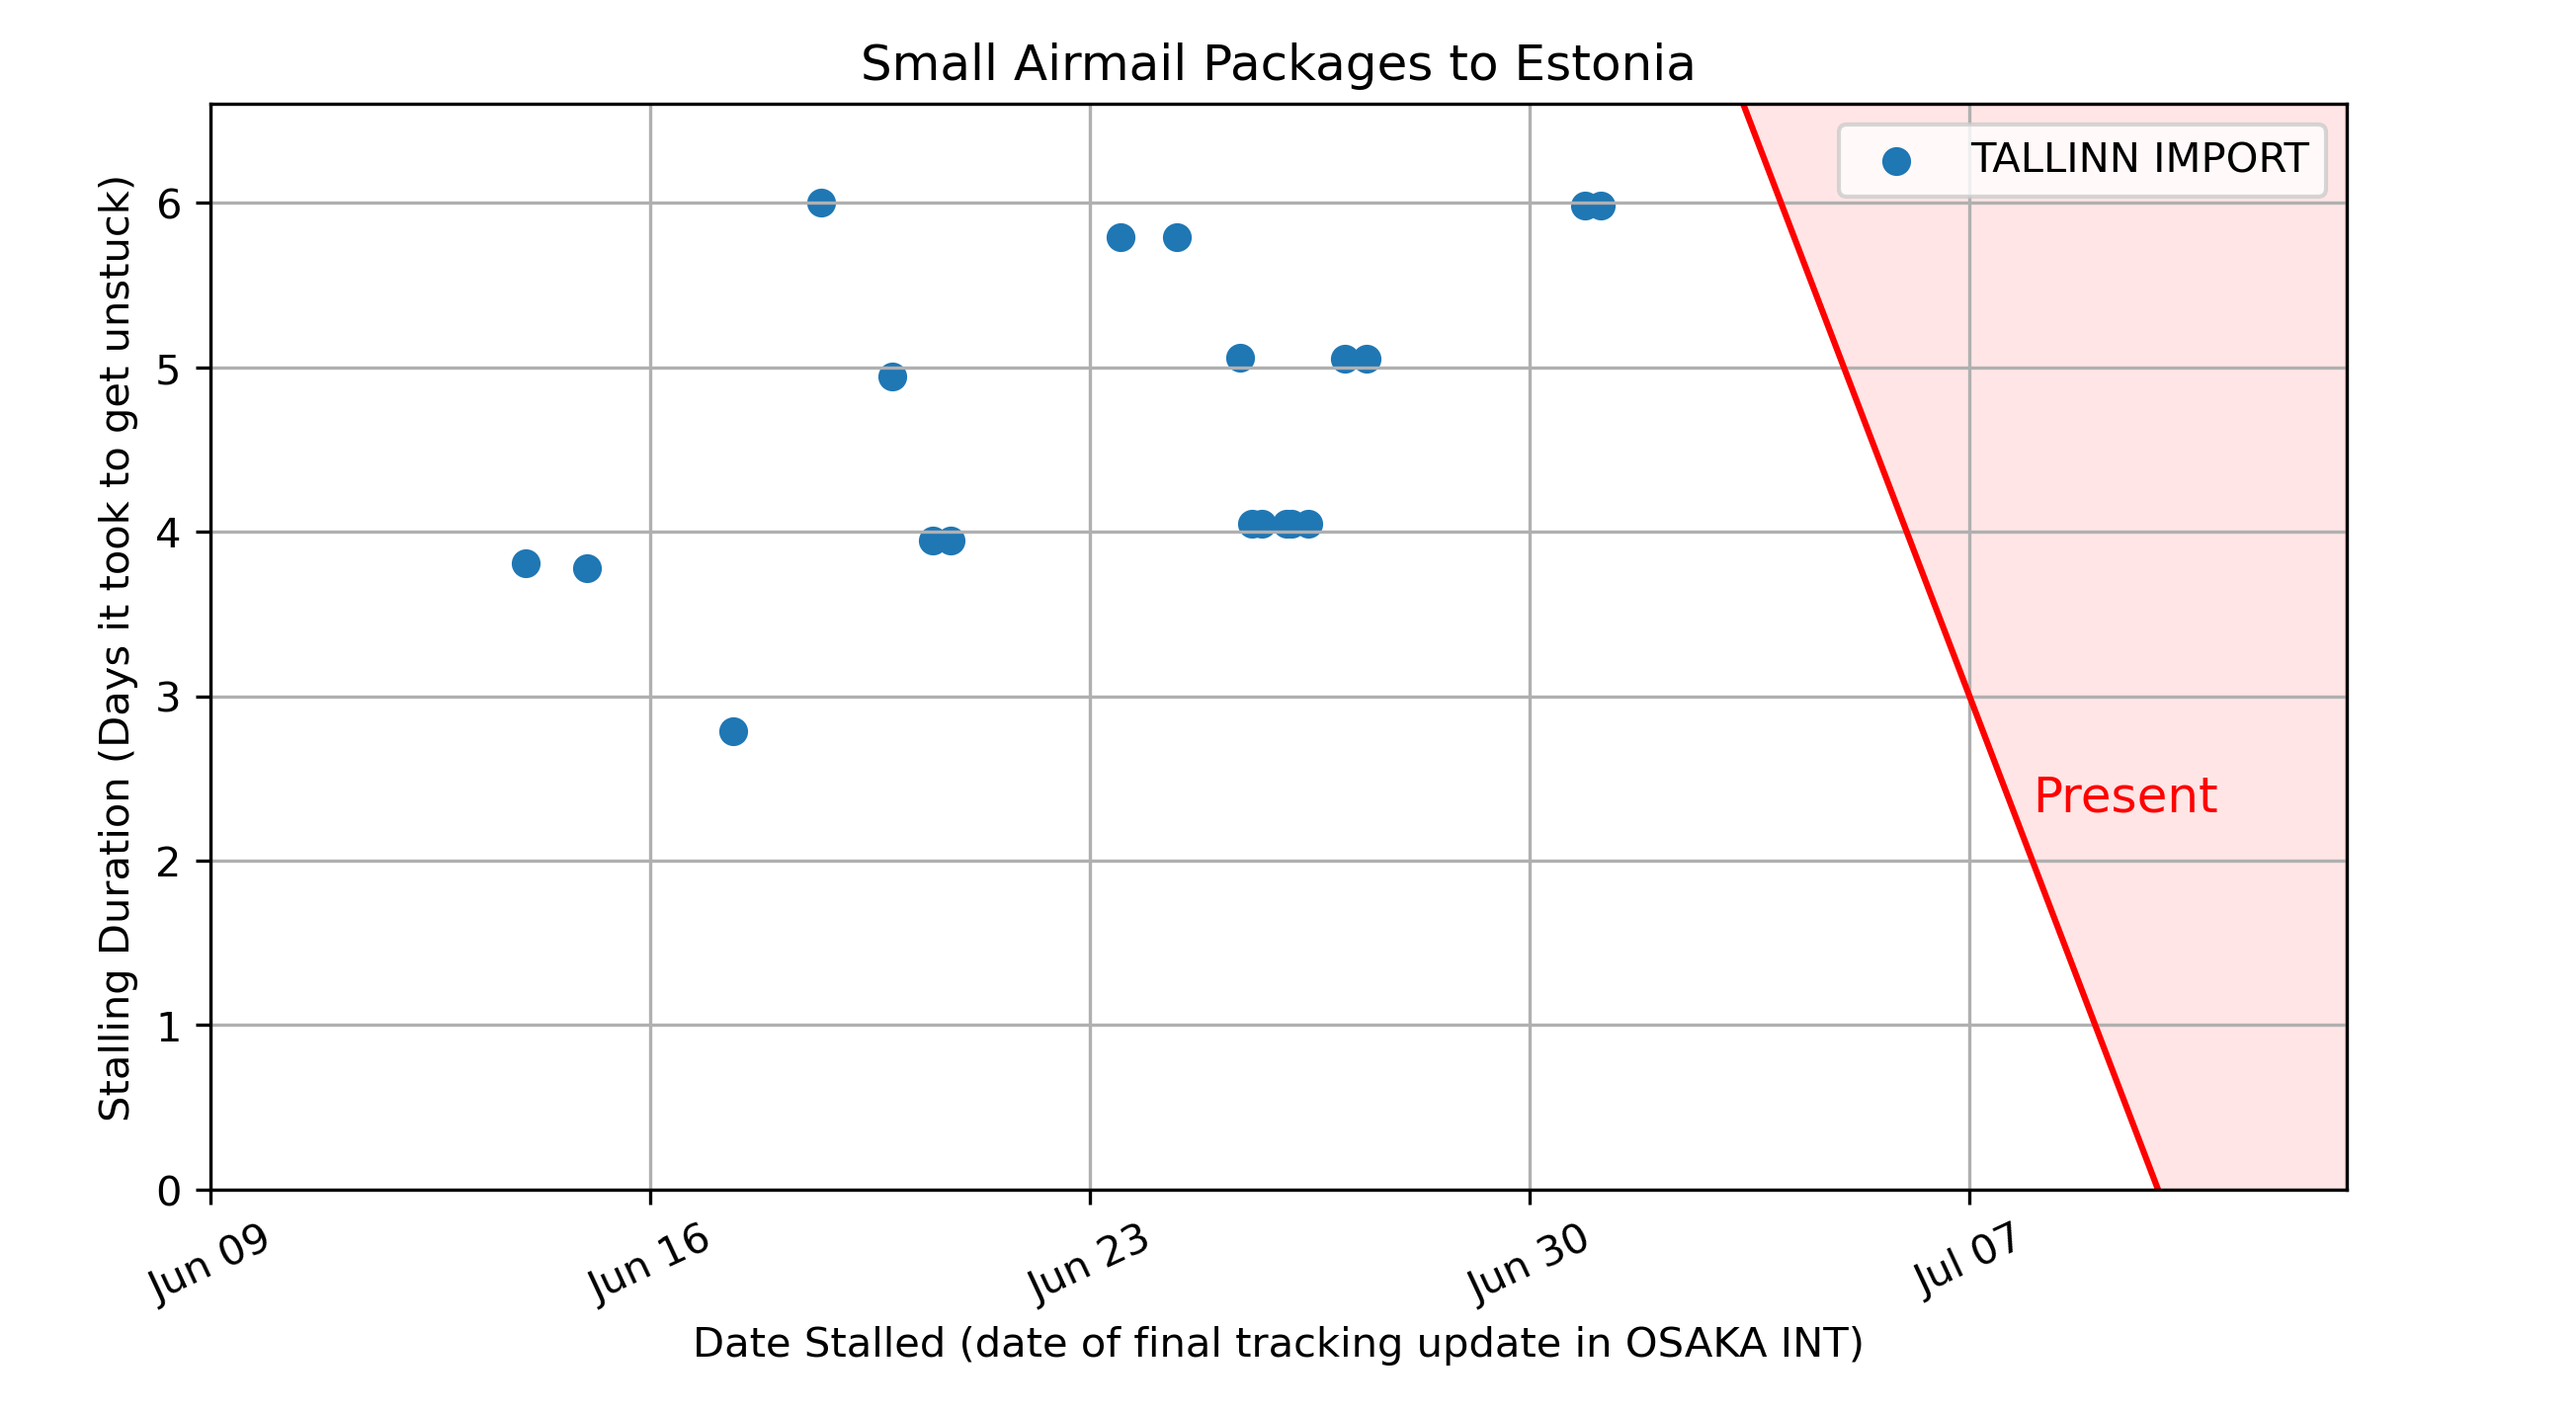 Small Airmail Packages to Estonia
TALLINN IMPORT
Stalling Duration (Days it took to get unstuck)
6
5
4
3
2
1
0
Present
Jun 09
Jun 16
Jun 23
Jun 30
Jul 07
Date Stalled (date of final tracking update in OSAKA INT)